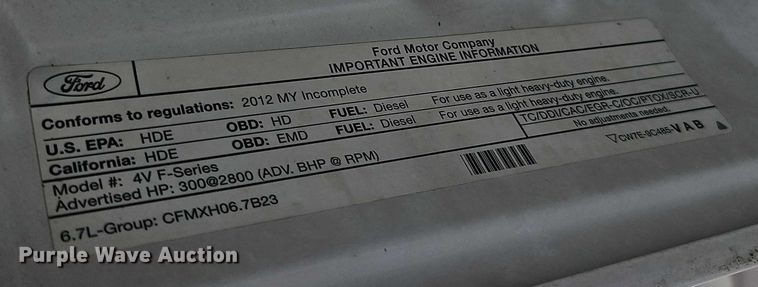 Ford
Ford Motor Company
IMPORTANT ENGINE INFORMATION
Conforms to regulations: 2012 MY Incomplete
U.S. EPA: HDE OBD: HD FUEL: Diesel For use as a light heavy-duty engine.
California: HDE OBD: EMD FUEL: Diesel For use as a light heavy-duty engine.
Model #: 4V F-Series TC/DDI/CAC/EGR-C/OC/PTOX/SCR-U
Advertised HP: 300@2800 (ADV. BHP @ RPM) No adjustments needed.
6.7L-Group: CFMXH06.7B23 CW7E-9C485-VAB
Purple Wave Auction